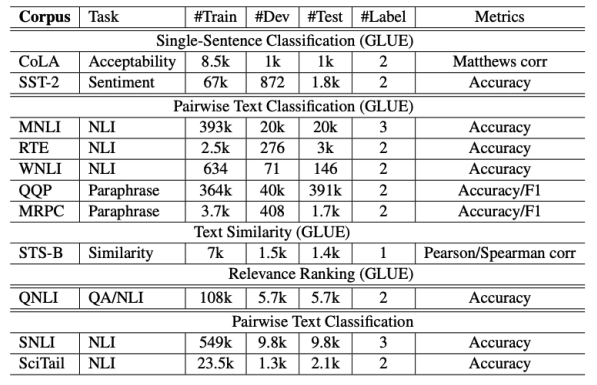 Corpus Task #Train #Dev #Test #Label Metrics
Single-Sentence Classification (GLUE)
CoLA Acceptability 8.5k 1k 1k 2 Matthews corr
SST-2 Sentiment 67k 872 1.8k 2 Accuracy
Pairwise Text Classification (GLUE)
MNLI NLI 393k 20k 20k 3 Accuracy
RTE NLI 2.5k 276 3k 2 Accuracy
WNLI NLI 634 71 146 2 Accuracy
QQP Paraphrase 364k 40k 391k 2 Accuracy/F1
MRPC Paraphrase 3.7k 408 1.7k 2 Accuracy/F1
Text Similarity (GLUE)
STS-B Similarity 7k 1.5k 1.4k 1 Pearson/Spearman corr
Relevance Ranking (GLUE)
QNLI QA/NLI 108k 5.7k 5.7k 2 Accuracy
Pairwise Text Classification
SNLI NLI 549k 9.8k 9.8k 3 Accuracy
SciTail NLI 23.5k 1.3k 2.1k 2 Accuracy